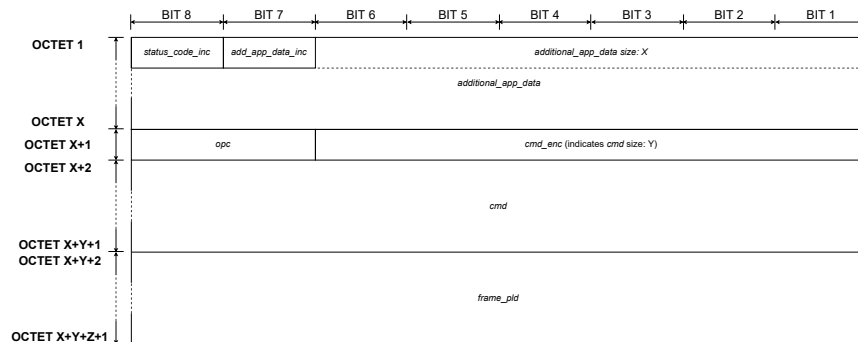 BIT 8 BIT 7 BIT 6 BIT 5 BIT 4 BIT 3 BIT 2 BIT 1
OCTET 1
status_code_inc add_app_data_inc additional_app_data size: X
additional_app_data
OCTET X
OCTET X+1 opc cmd_enc (indicates cmd size: Y)
OCTET X+2
cmd
OCTET X+Y+1
OCTET X+Y+2
frame_pld
OCTET X+Y+Z+1